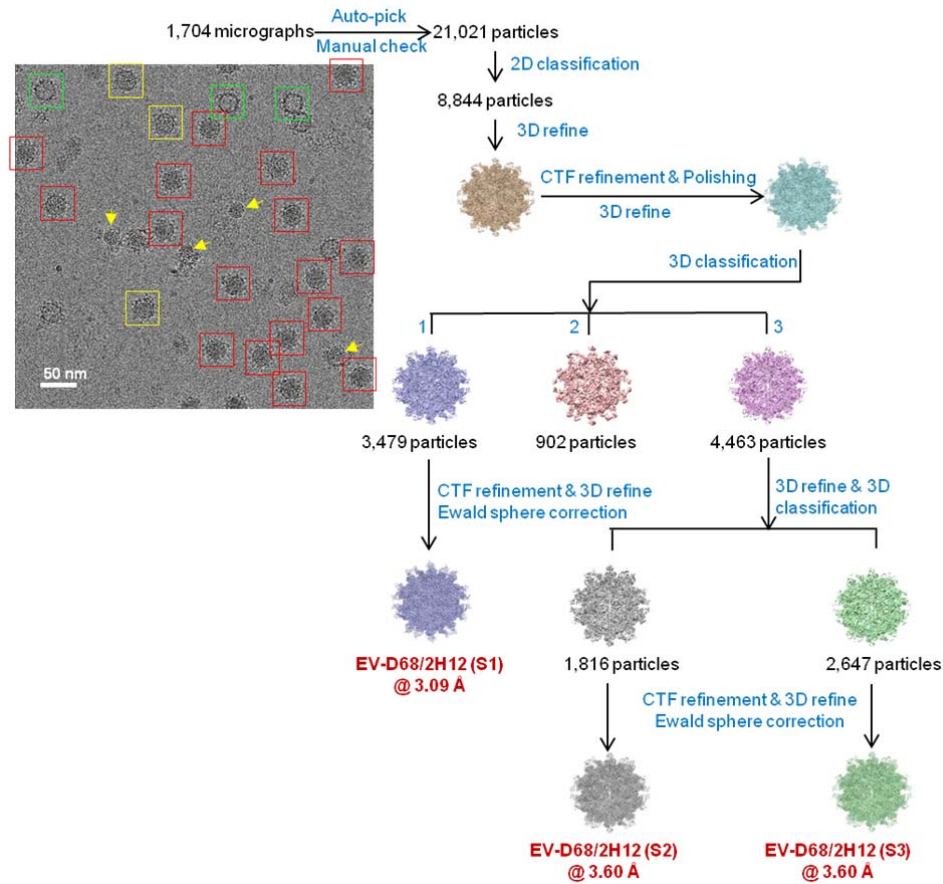 Auto-pick
1,704 micrographs
21,021 particles
Manual check
2D classification
8,844 particles
3D refine
CTF refinement & Polishing
3D refine
3D classification
1
2
3
50 nm
3,479 particles
902 particles
4,463 particles
CTF refinement & 3D refine
Ewald sphere correction
3D refine & 3D
classification
EV-D68/2H12 (S1)
@ 3.09 Å
1,816 particles
2,647 particles
CTF refinement & 3D refine
Ewald sphere correction
EV-D68/2H12 (S2)
@ 3.60 Å
EV-D68/2H12 (S3)
@ 3.60 Å